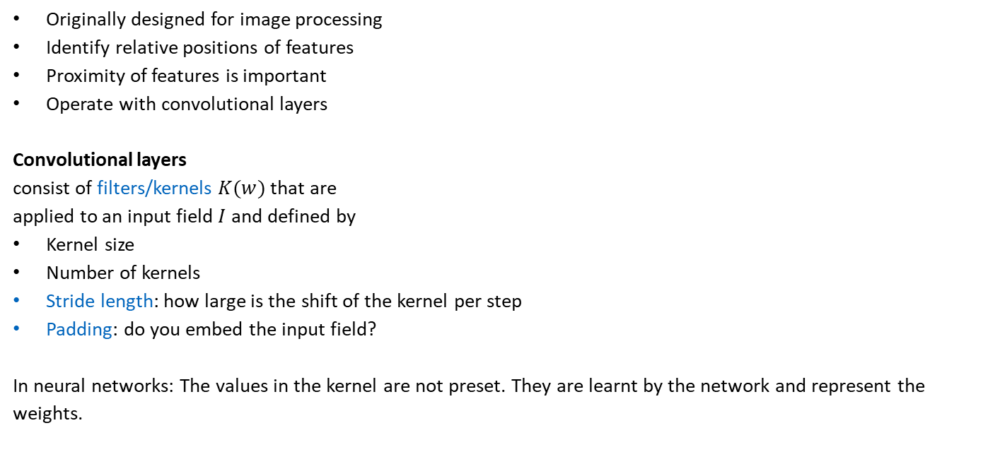 • Originally designed for image processing
• Identify relative positions of features
• Proximity of features is important
• Operate with convolutional layers
Convolutional layers
consist of filters/kernels K(w) that are
applied to an input field I and defined by
• Kernel size
• Number of kernels
• Stride length: how large is the shift of the kernel per step
• Padding: do you embed the input field?
In neural networks: The values in the kernel are not preset. They are learnt by the network and represent the
weights.